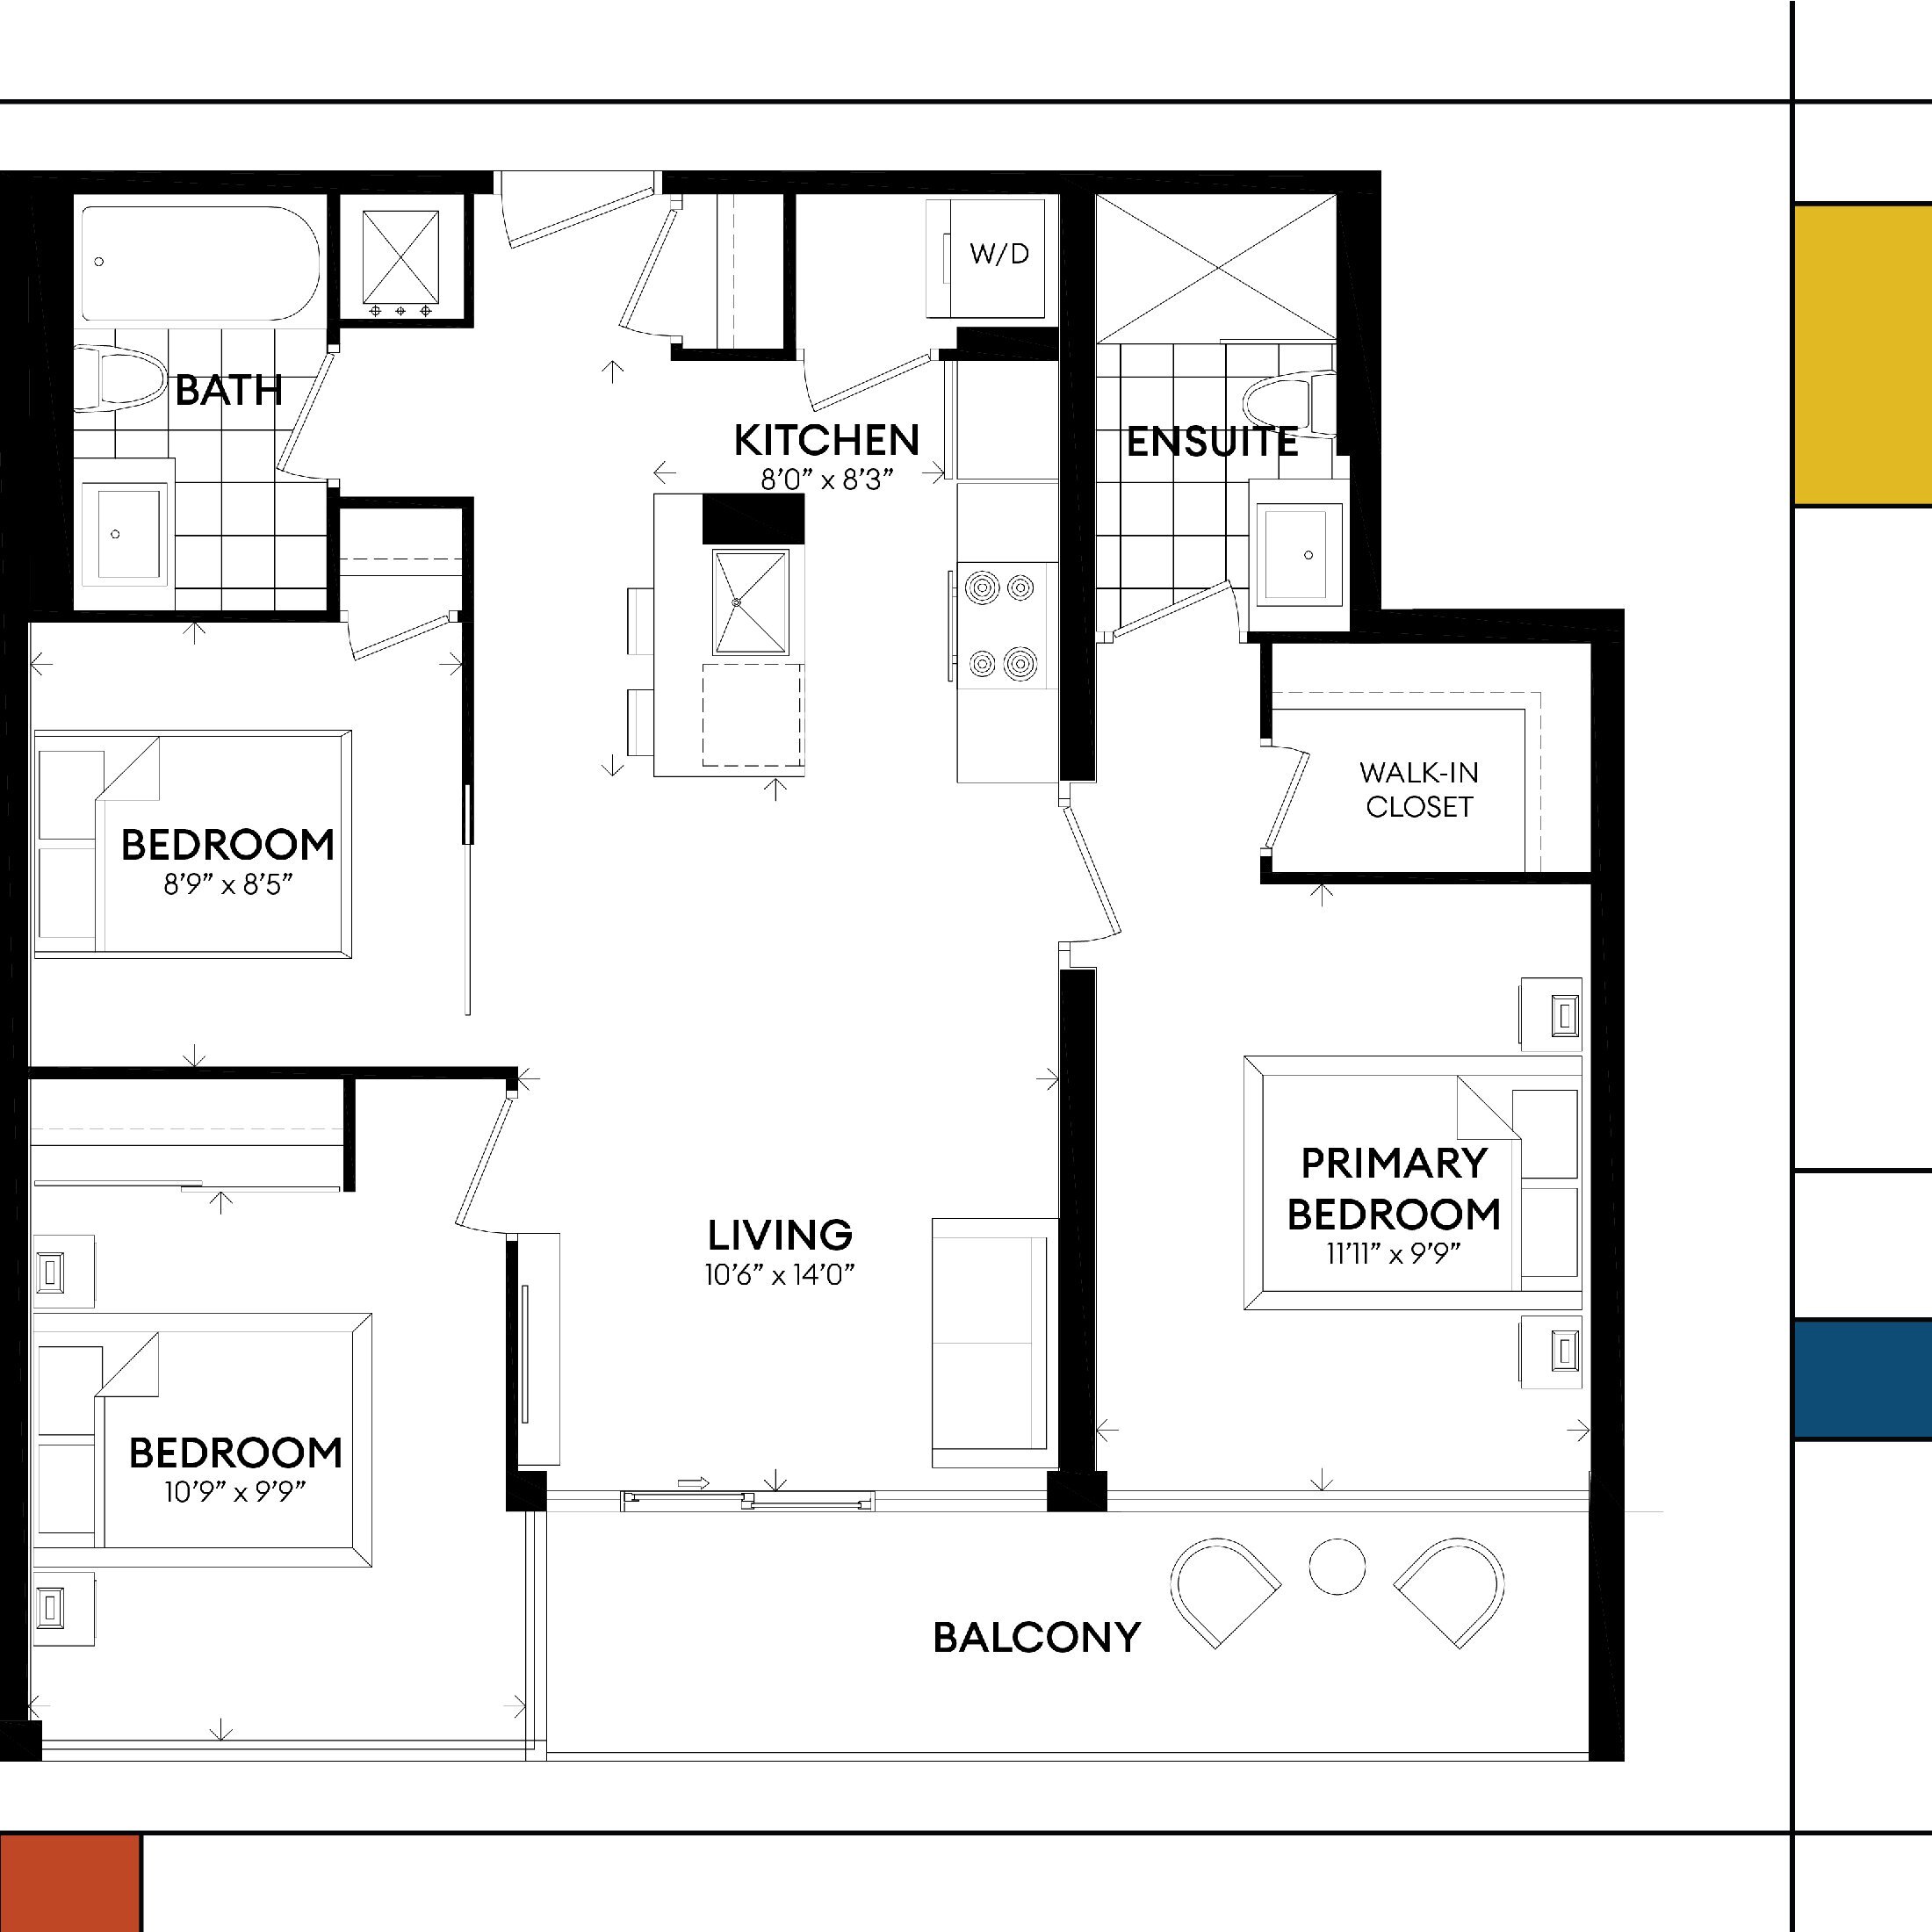 W/D
BATH
KITCHEN
8’0” x 8’3”
ENSUITE
WALK-IN
CLOSET
BEDROOM
8’9” x 8’5”
PRIMARY
BEDROOM
11’11” x 9’9”
LIVING
10’6” x 14’0”
BEDROOM
10’9” x 9’9”
BALCONY